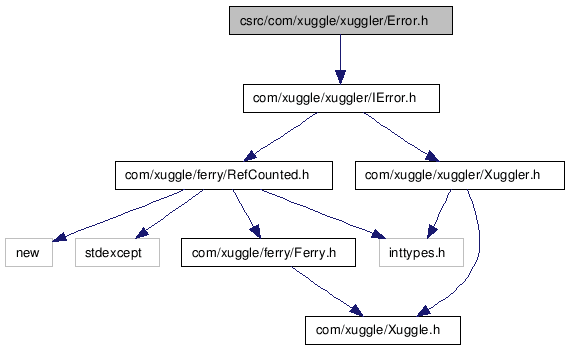 csrc/com/xuggle/xuggler/Error.h
com/xuggle/xuggler/IError.h
com/xuggle/ferry/RefCounted.h
com/xuggle/xuggler/Xuggler.h
new
stdexcept
com/xuggle/ferry/Ferry.h
inttypes.h
com/xuggle/Xuggle.h